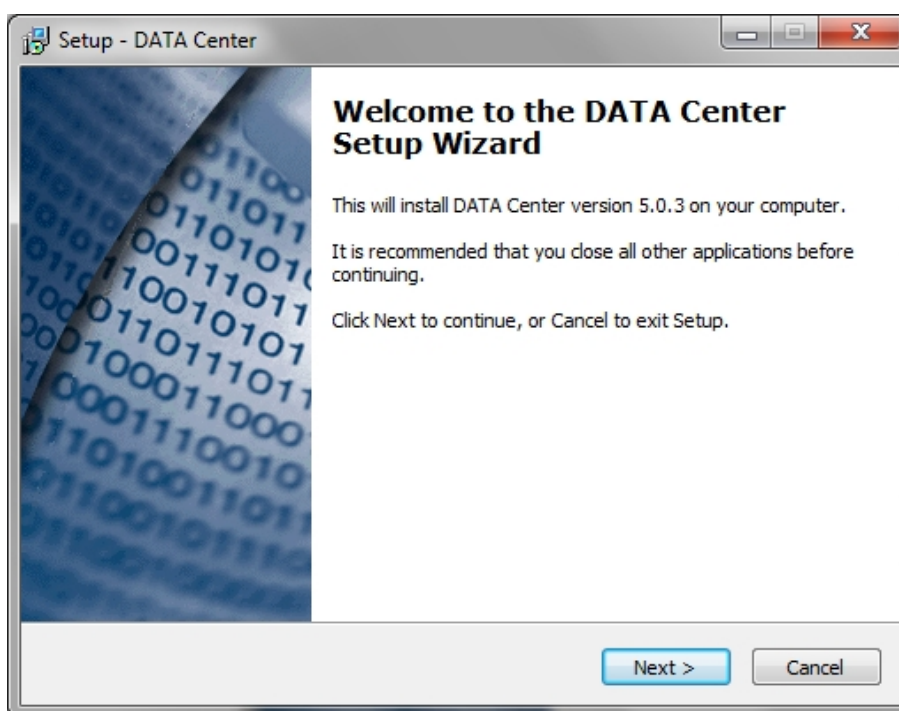 Setup - DATA Center
Welcome to the DATA Center
Setup Wizard
This will install DATA Center version 5.0.3 on your computer.
It is recommended that you close all other applications before
continuing.
Click Next to continue, or Cancel to exit Setup.
Next >
Cancel